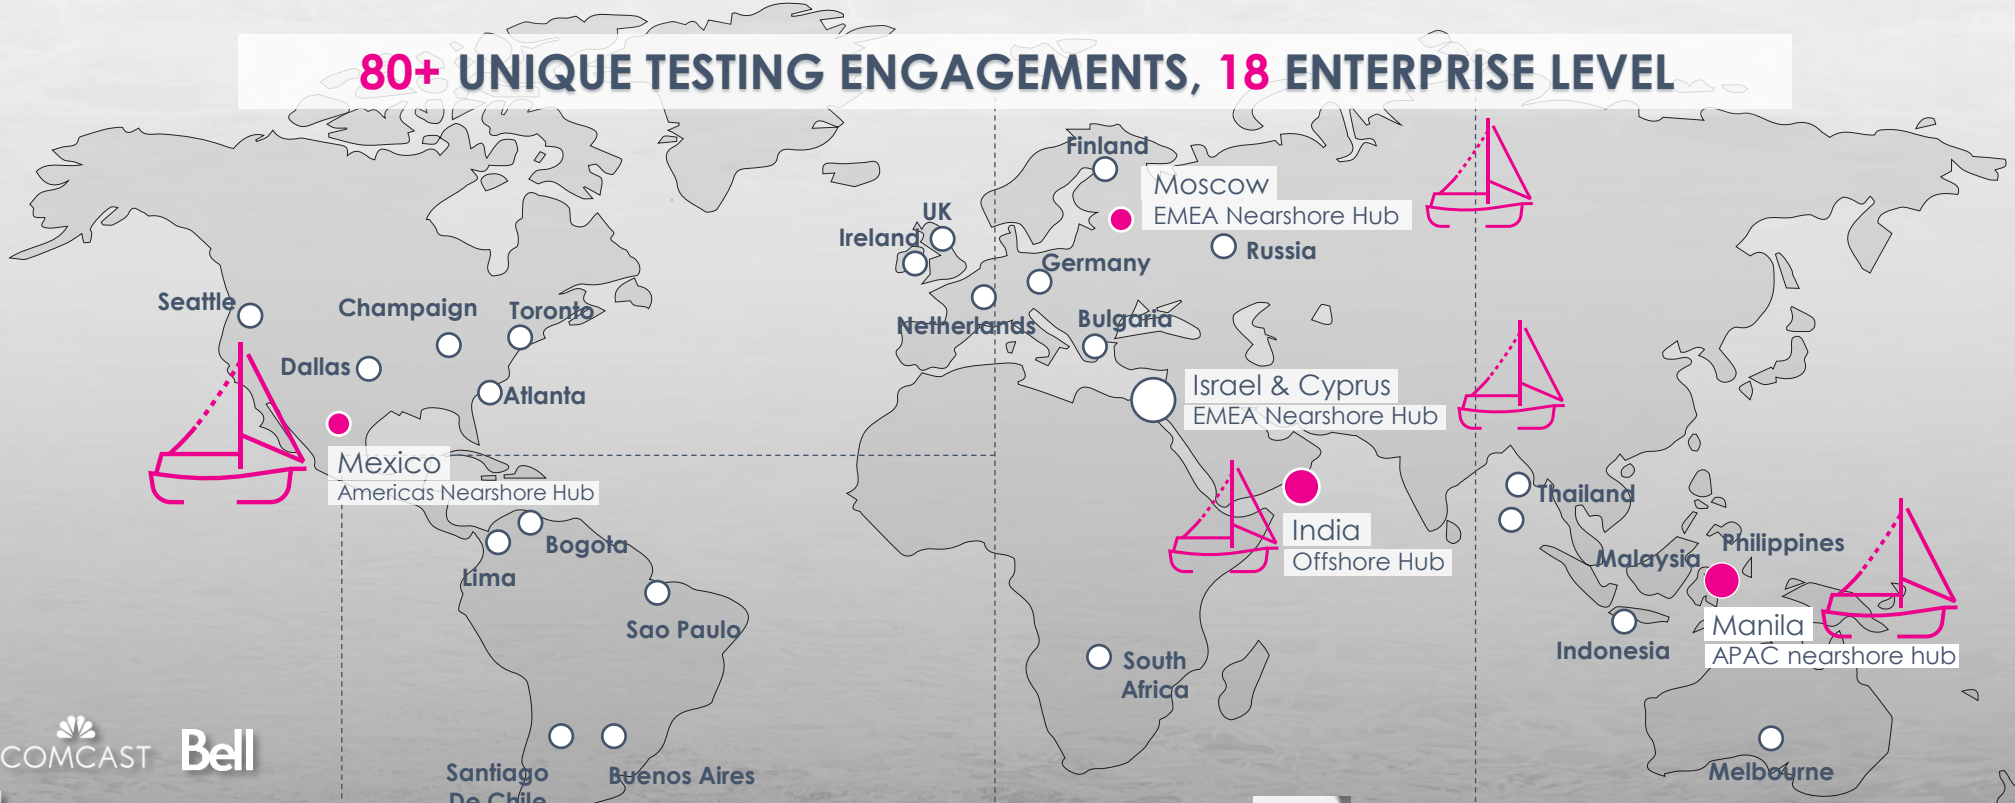 80+ UNIQUE TESTING ENGAGEMENTS, 18 ENTERPRISE LEVEL
Finland
Moscow
EMEA Nearshore Hub
UK
Ireland
Russia
Germany
Seattle
Champaign
Toronto
Netherlands
Bulgaria
Dallas
Atlanta
Israel & Cyprus
EMEA Nearshore Hub
Mexico
Americas Nearshore Hub
Thailand
India
Offshore Hub
Bogota
Lima
Philippines
Malaysia
Sao Paulo
Manila
APAC nearshore hub
Indonesia
South
Africa
COMCAST
Bell
Santiago
De Chile
Buenos Aires
Melbourne